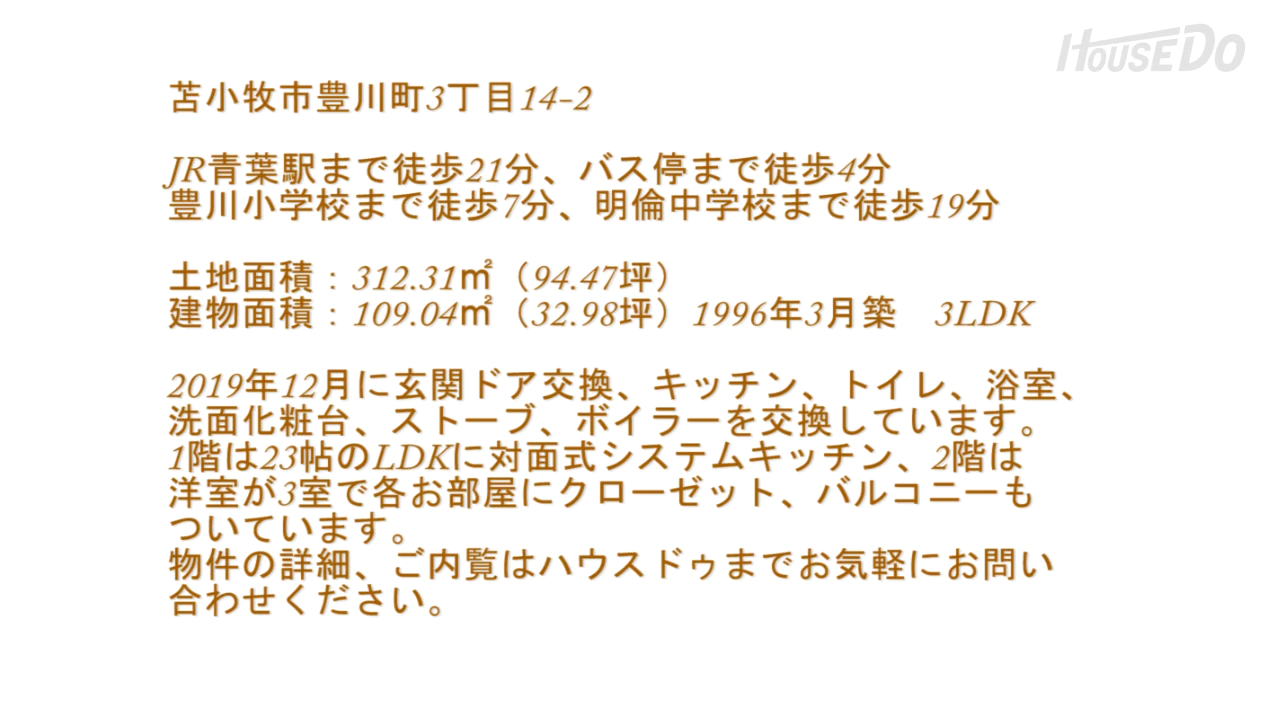 HOUSEDO
苫小牧市豊川町3丁目14-2
JR青葉駅まで徒歩21分、バス停まで徒歩4分
豊川小学校まで徒歩7分、明倫中学校まで徒歩19分
土地面積：312.31㎡（94.47坪）
建物面積：109.04㎡（32.98坪）1996年3月築　3LDK
2019年12月に玄関ドア交換、キッチン、トイレ、浴室、
洗面化粧台、ストーブ、ボイラーを交換しています。
1階は23帖のLDKに対面式システムキッチン、2階は
洋室が3室で各お部屋にクローゼット、バルコニーも
ついています。
物件の詳細、ご内覧はハウスドゥまでお気軽にお問い
合わせください。